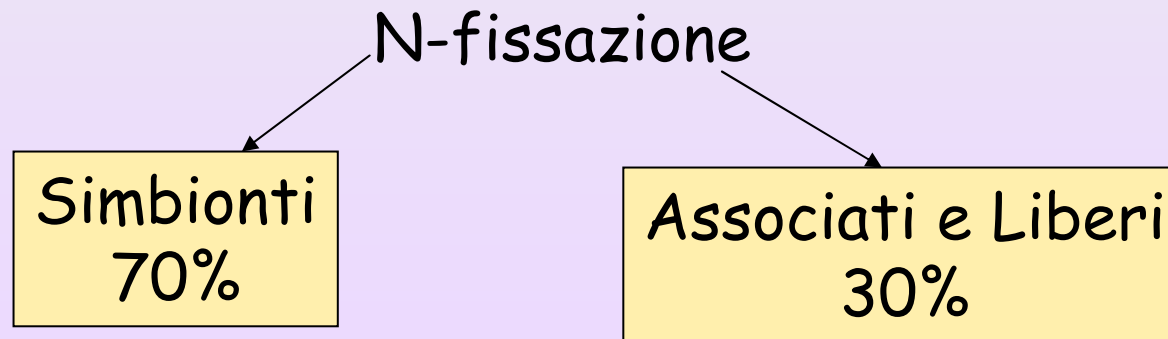 N-fissazione
Simbionti
70%
Associati e Liberi
30%